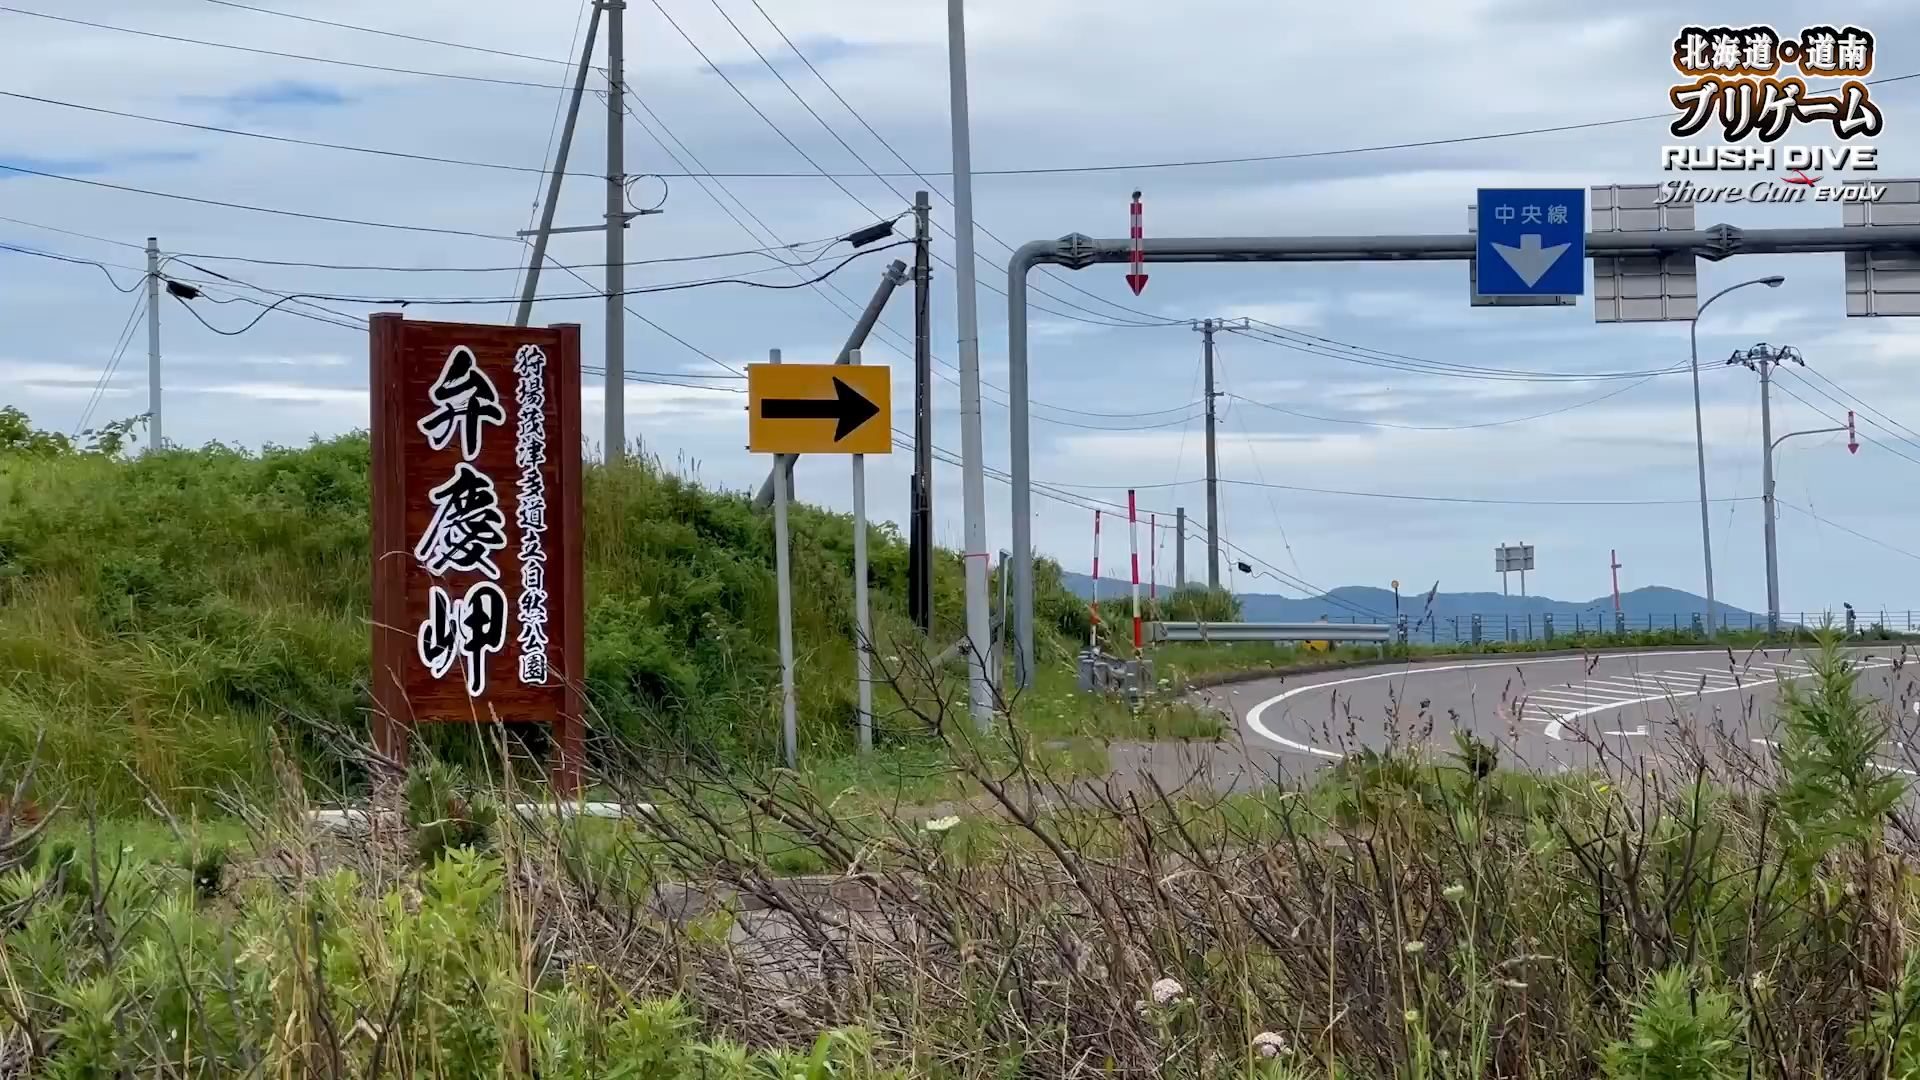 狩場茂津多道立自然公園
弁慶岬
中央線
北海道・道南
ブリゲーム
RUSH DIVE
Shore Gun EVOLV